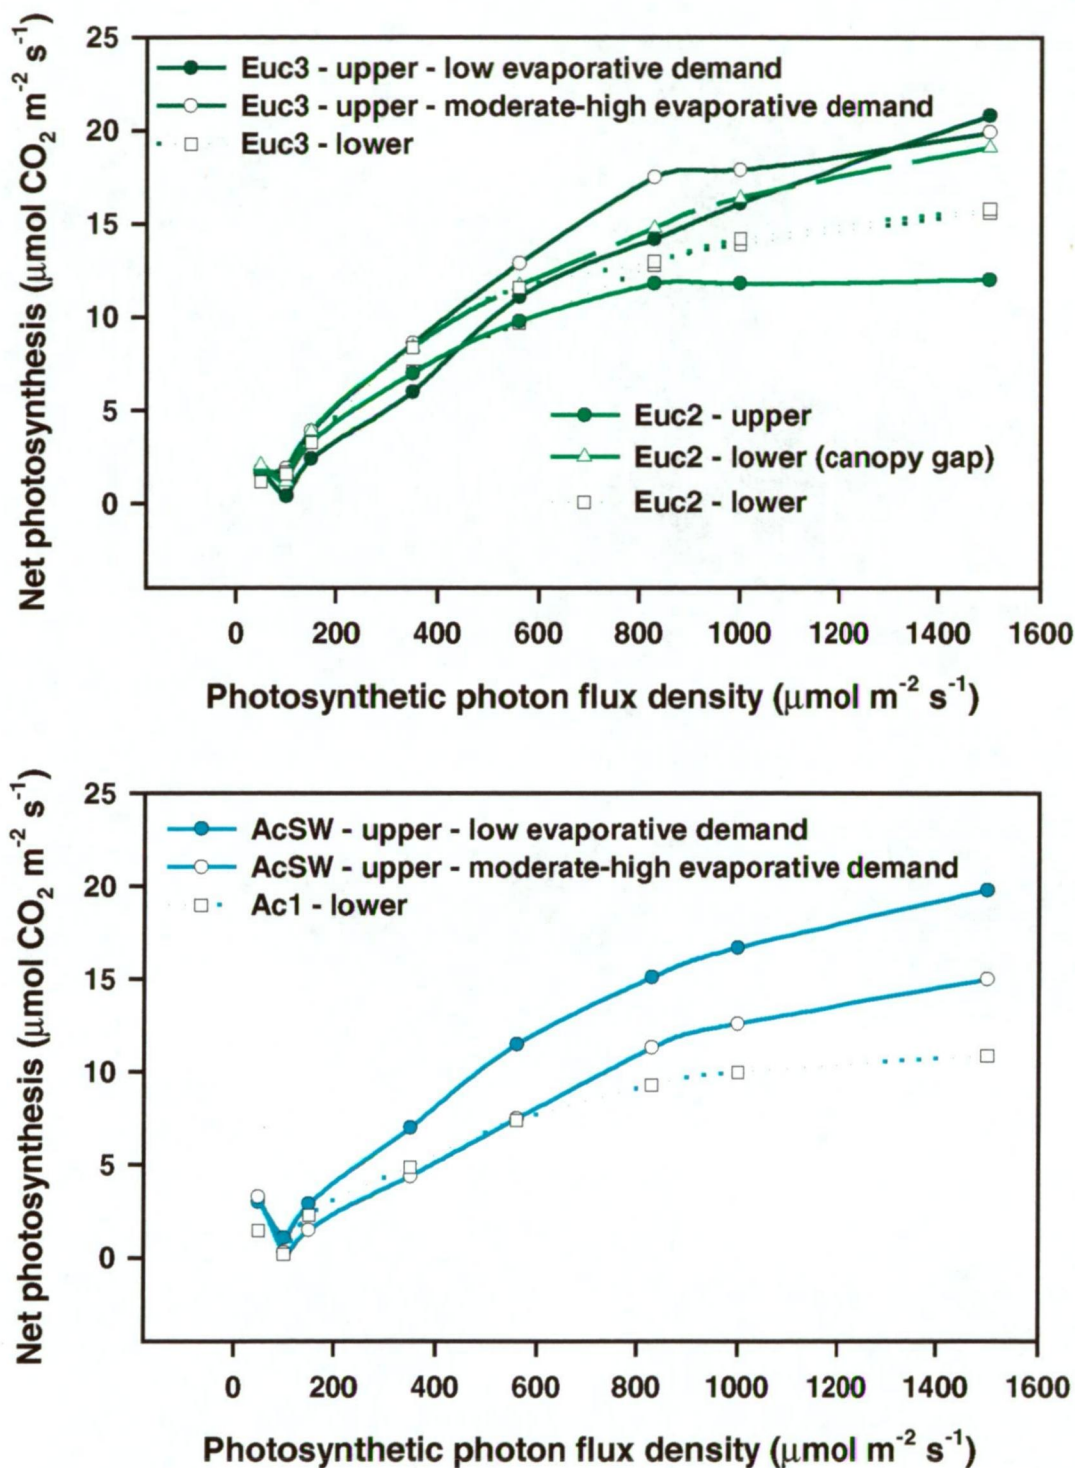 Net photosynthesis (μmol CO2 m-2 s-1)
25
20
15
10
5
0
Euc3 - upper - low evaporative demand
Euc3 - upper - moderate-high evaporative demand
Euc3 - lower
Euc2 - upper
Euc2 - lower (canopy gap)
Euc2 - lower
0 200 400 600 800 1000 1200 1400 1600
Photosynthetic photon flux density (μmol m-2 s-1)
Net photosynthesis (μmol CO2 m-2 s-1)
25
20
15
10
5
0
AcSW - upper - low evaporative demand
AcSW - upper - moderate-high evaporative demand
Ac1 - lower
0 200 400 600 800 1000 1200 1400 1600
Photosynthetic photon flux density (μmol m-2 s-1)